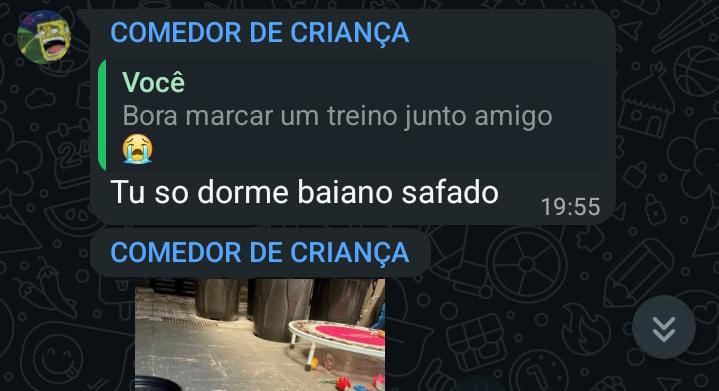 COMEDOR DE CRIANÇA
Você
Bora marcar um treino junto amigo
😭
Tu so dorme baiano safado
19:55
COMEDOR DE CRIANÇA